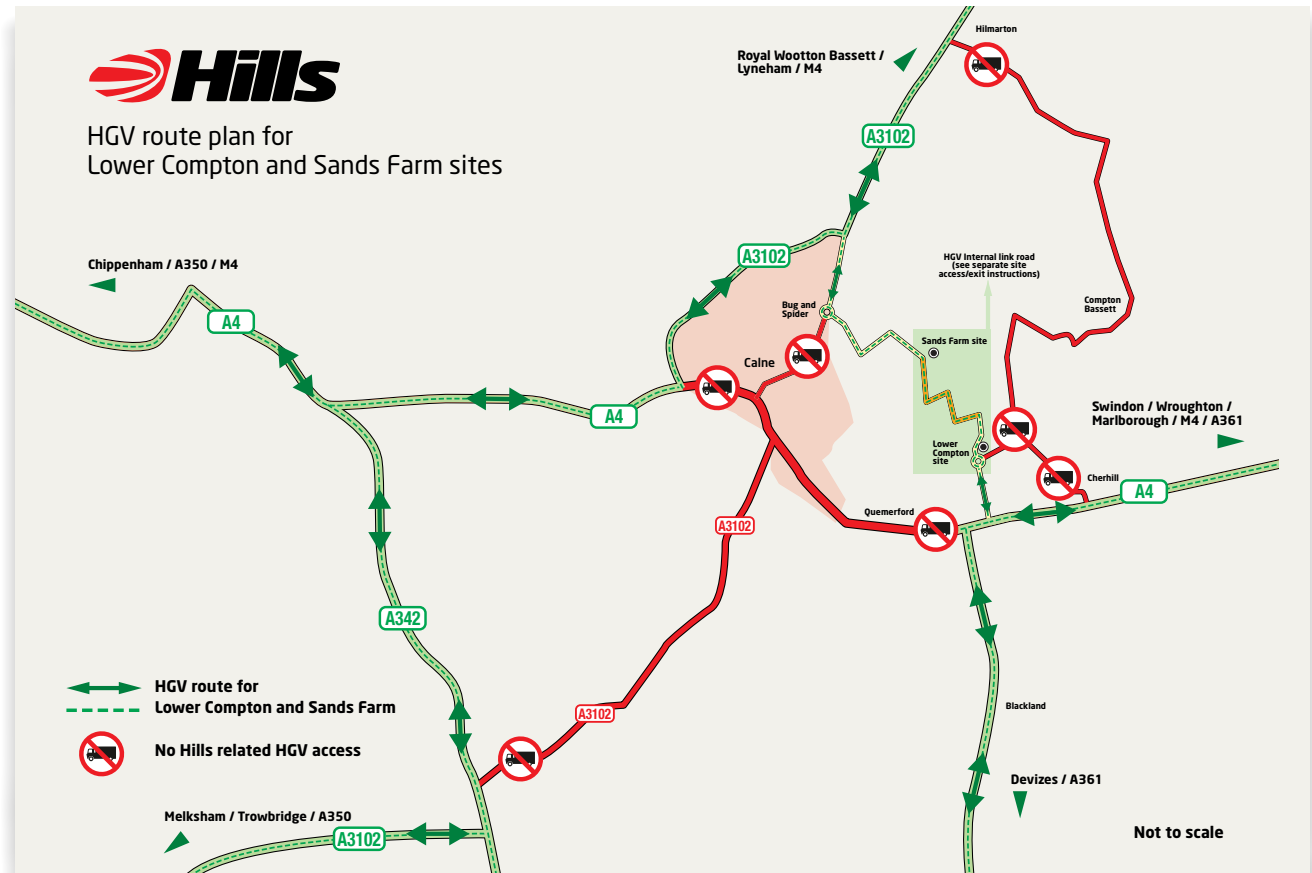 Hills
HGV route plan for
Lower Compton and Sands Farm sites
Royal Wootton Bassett /
Lyneham / M4
Hilmarton
A3102
A3102
Chippenham / A350 / M4
A4
HGV Internal link road
(see separate site
access/exit instructions)
Bug and
Spider
Compton
Bassett
Sands Farm site
Calne
A4
Swindon / Wroughton /
Marlborough / M4 / A361
Lower
Compton
site
Cherhill
A4
Quemerford
A3102
A342
HGV route for
Lower Compton and Sands Farm
A3102
Blackland
No Hills related HGV access
Devizes / A361
Melksham / Trowbridge / A350
A3102
Not to scale